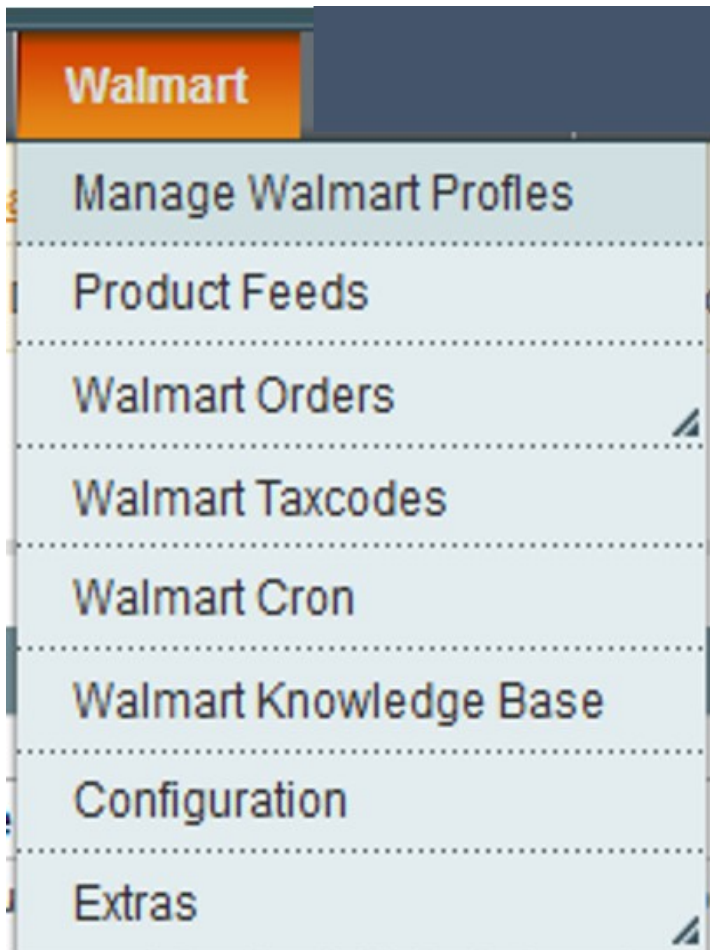 Walmart
Manage Walmart Profles
Product Feeds
Walmart Orders
Walmart Taxcodes
Walmart Cron
Walmart Knowledge Base
Configuration
Extras